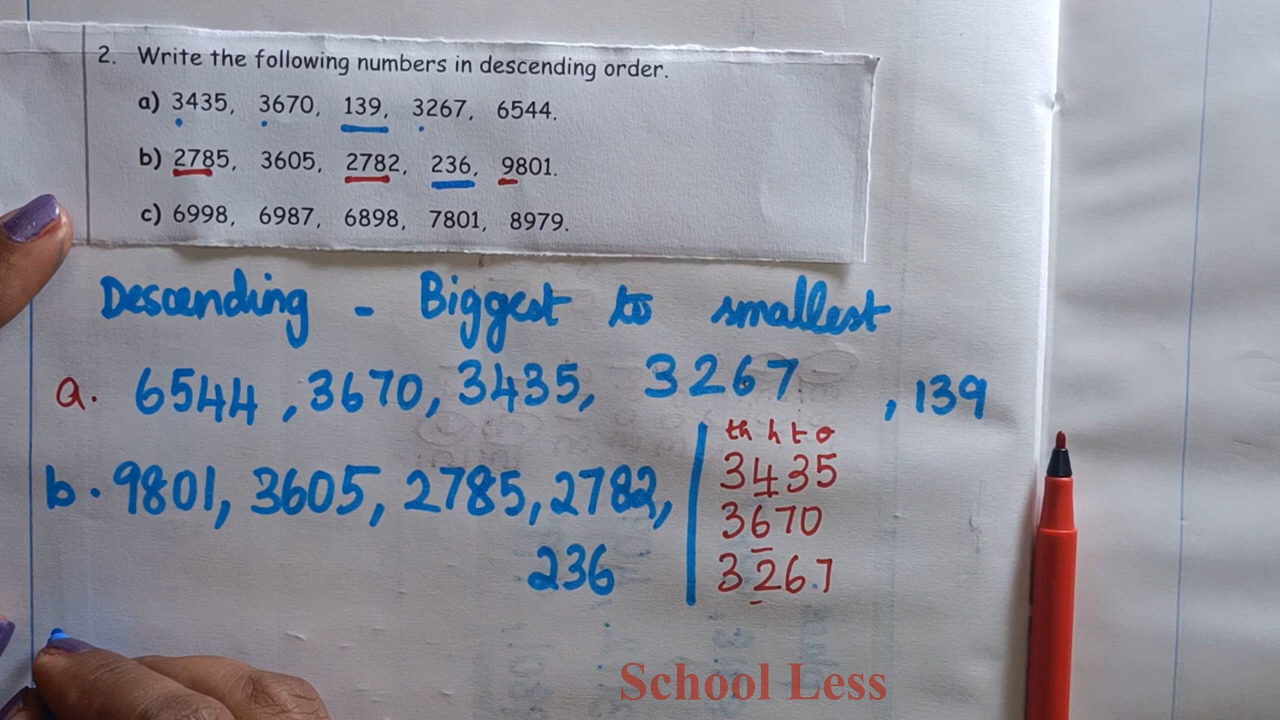 2. Write the following numbers in descending order.
a) 3435, 3670, 139, 3267, 6544.
b) 2785, 3605, 2782, 236, 9801.
c) 6998, 6987, 6898, 7801, 8979.
Descending - Biggest to smallest
a. 6544, 3670, 3435, 3267, 139
b. 9801, 3605, 2785, 2782,
236
th h t o
3435
3670
3267
School Less